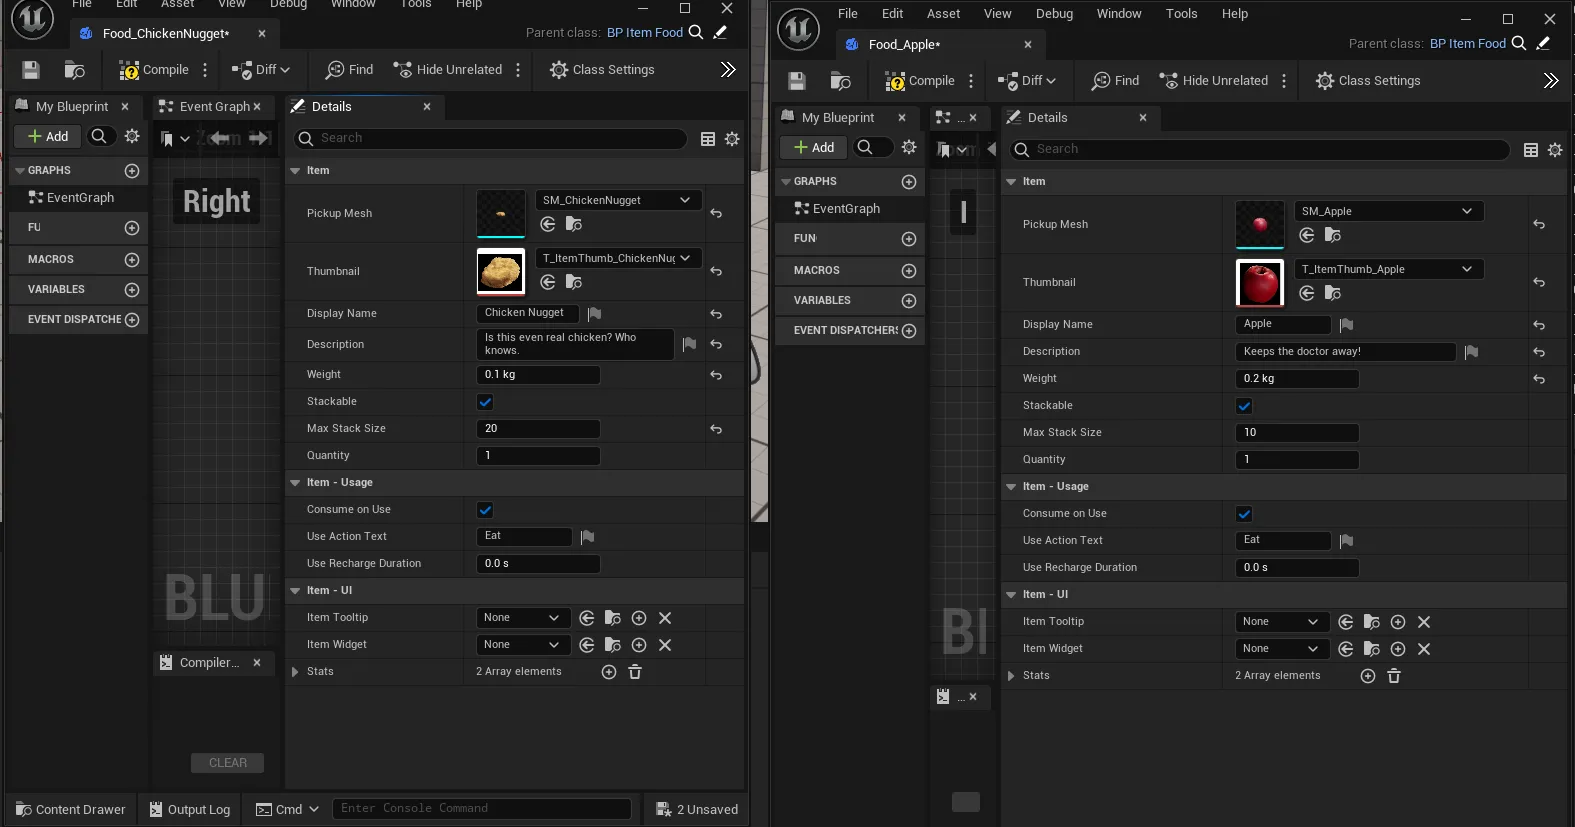 File Edit Asset View Debug Window Tools Help
Food_ChickenNugget*
Parent class: BP Item Food
Compile Diff Find Hide Unrelated Class Settings
My Blueprint Event Graph Details
Add
Search
GRAPHS
EventGraph
FU
MACROS
VARIABLES
EVENT DISPATCHE
Right
BLU
Compiler...
CLEAR
Item
Pickup Mesh SM_ChickenNugget
Thumbnail T_ItemThumb_ChickenNug
Display Name Chicken Nugget
Description Is this even real chicken? Who
knows.
Weight 0.1 kg
Stackable
Max Stack Size 20
Quantity 1
Item - Usage
Consume on Use
Use Action Text Eat
Use Recharge Duration 0.0 s
Item - UI
Item Tooltip None
Item Widget None
Stats 2 Array elements
Content Drawer Output Log Cmd Enter Console Command 2 Unsaved
File Edit Asset View Debug Window Tools Help
Food_Apple*
Parent class: BP Item Food
Compile Diff Find Hide Unrelated Class Settings
My Blueprint ... Details
Add
Search
GRAPHS
EventGraph
FUN
MACROS
VARIABLES
EVENT DISPATCHERS
...
Item
Pickup Mesh SM_Apple
Thumbnail T_ItemThumb_Apple
Display Name Apple
Description Keeps the doctor away!
Weight 0.2 kg
Stackable
Max Stack Size 10
Quantity 1
Item - Usage
Consume on Use
Use Action Text Eat
Use Recharge Duration 0.0 s
Item - UI
Item Tooltip None
Item Widget None
Stats 2 Array elements